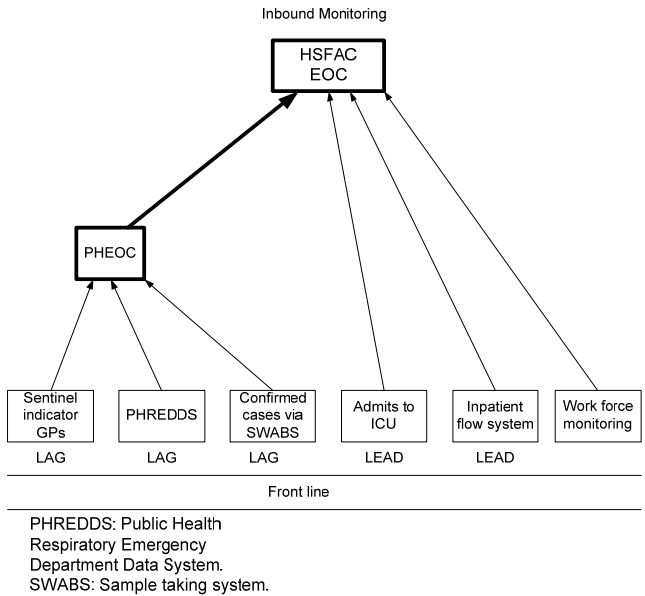 Inbound Monitoring
HSFAC
EOC
PHEOC
Sentinel
indicator
GPs
PHREDDS
Confirmed
cases via
SWABS
Admits to
ICU
Inpatient
flow system
Work force
monitoring
LAG
LAG
LAG
LEAD
LEAD
Front line
PHREDDS: Public Health
Respiratory Emergency
Department Data System.
SWABS: Sample taking system.